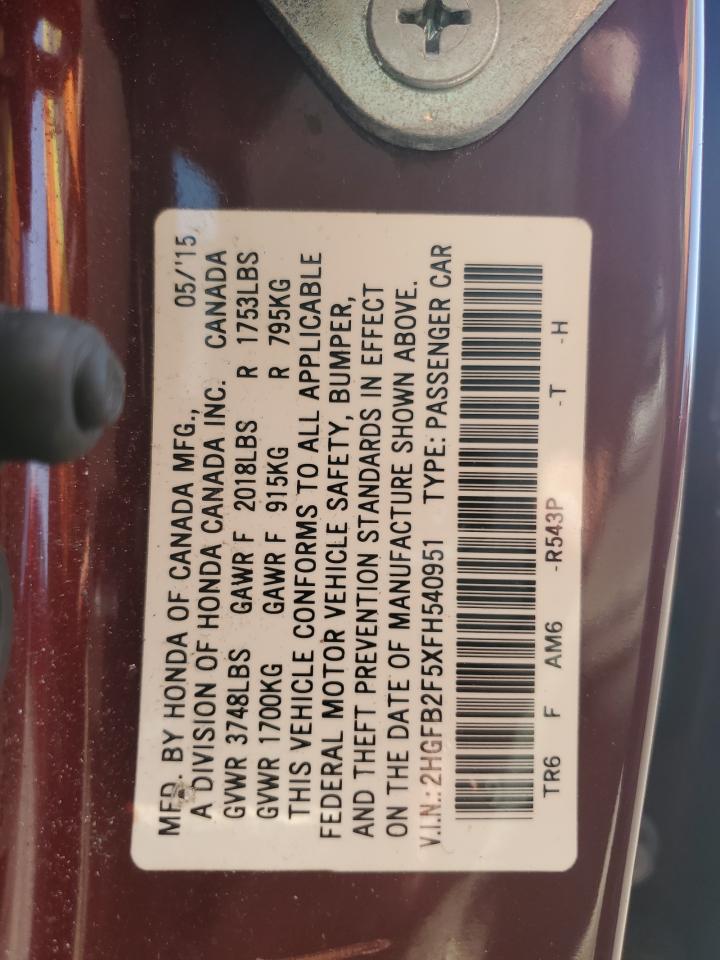 MFD. BY HONDA OF CANADA MFG., 05/'15
A DIVISION OF HONDA CANADA INC. CANADA
GVWR 3748LBS GAWR F 2018LBS R 1753LBS
GVWR 1700KG GAWR F 915KG R 795KG
THIS VEHICLE CONFORMS TO ALL APPLICABLE
FEDERAL MOTOR VEHICLE SAFETY, BUMPER,
AND THEFT PREVENTION STANDARDS IN EFFECT
ON THE DATE OF MANUFACTURE SHOWN ABOVE.
V.I.N.: 2HGFB2F5XFH540951 TYPE: PASSENGER CAR
TR6 F AM6 -R543P -T -H